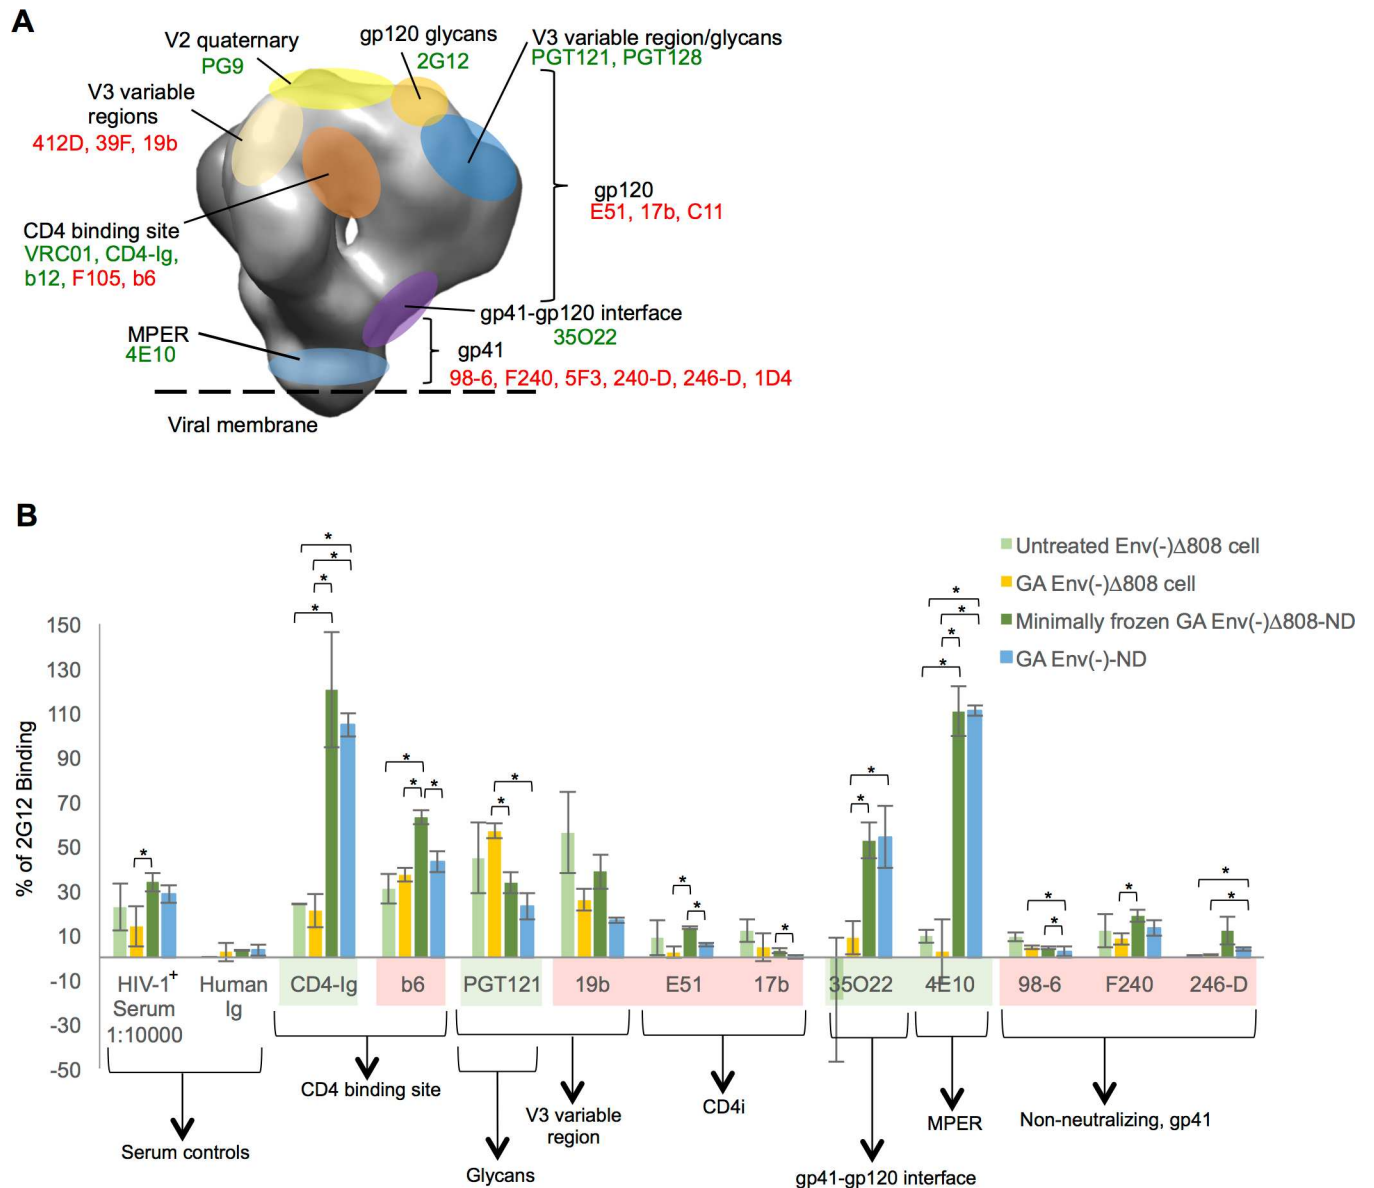 A
V2 quaternary
PG9
gp120 glycans
2G12
V3 variable region/glycans
PGT121, PGT128
V3 variable
regions
412D, 39F, 19b
gp120
E51, 17b, C11
CD4 binding site
VRC01, CD4-Ig,
b12, F105, b6
gp41-gp120 interface
35O22
MPER
4E10
gp41
98-6, F240, 5F3, 240-D, 246-D, 1D4
Viral membrane
B
Untreated Env(-)Δ808 cell
GA Env(-)Δ808 cell
Minimally frozen GA Env(-)Δ808-ND
GA Env(-)-ND
% of 2G12 Binding
150
130
110
90
70
50
30
10
-10
-30
-50
* * * * * * * * * * * * * * * * * * * * * * * *
HIV-1+
Serum
1:10000
Human
Ig
CD4-Ig
b6
PGT121
19b
E51
17b
35O22
4E10
98-6
F240
246-D
Serum controls
CD4 binding site
Glycans
V3 variable
region
CD4i
gp41-gp120 interface
MPER
Non-neutralizing, gp41